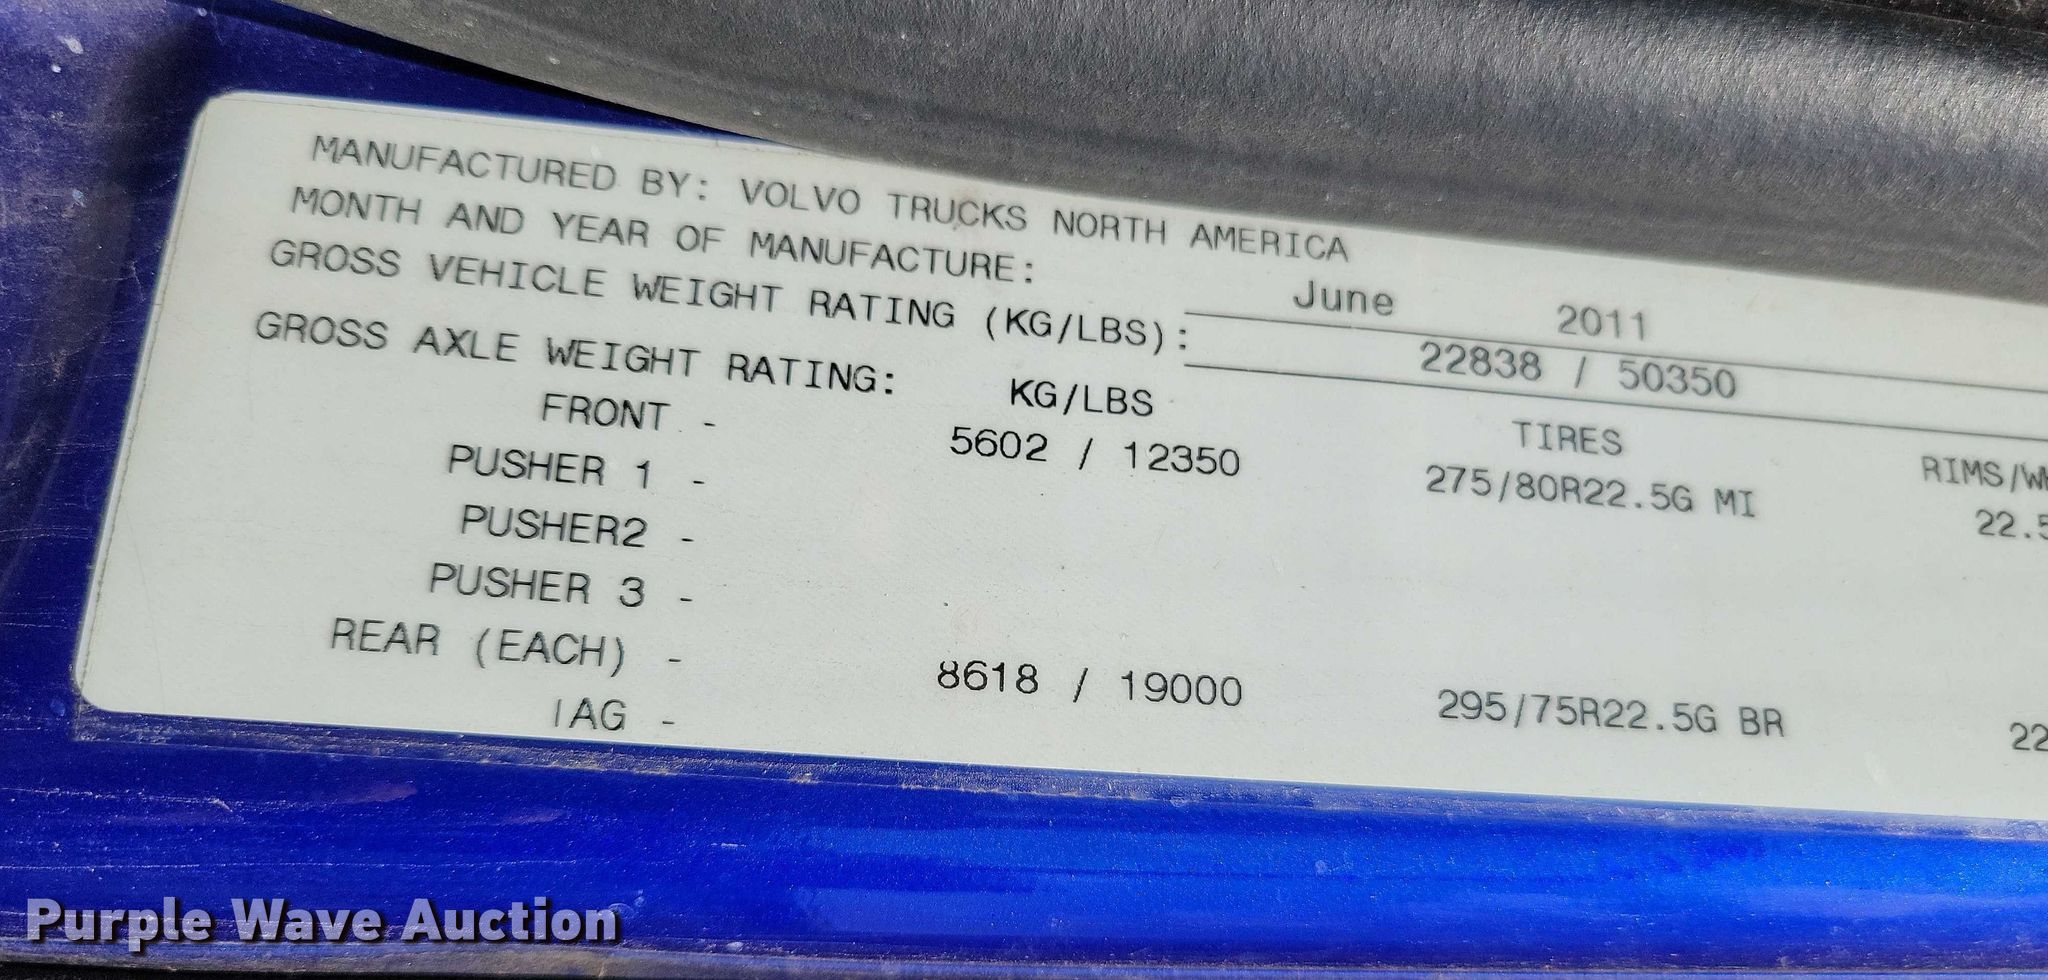 MANUFACTURED BY: VOLVO TRUCKS NORTH AMERICA
MONTH AND YEAR OF MANUFACTURE: June 2011
GROSS VEHICLE WEIGHT RATING (KG/LBS): 22838 / 50350
GROSS AXLE WEIGHT RATING: KG/LBS TIRES RIMS/W
FRONT - 5602 / 12350 275/80R22.5G MI 22.5
PUSHER 1 -
PUSHER2 -
PUSHER 3 -
REAR (EACH) - 8618 / 19000 295/75R22.5G BR 22
AG -
Purple Wave Auction